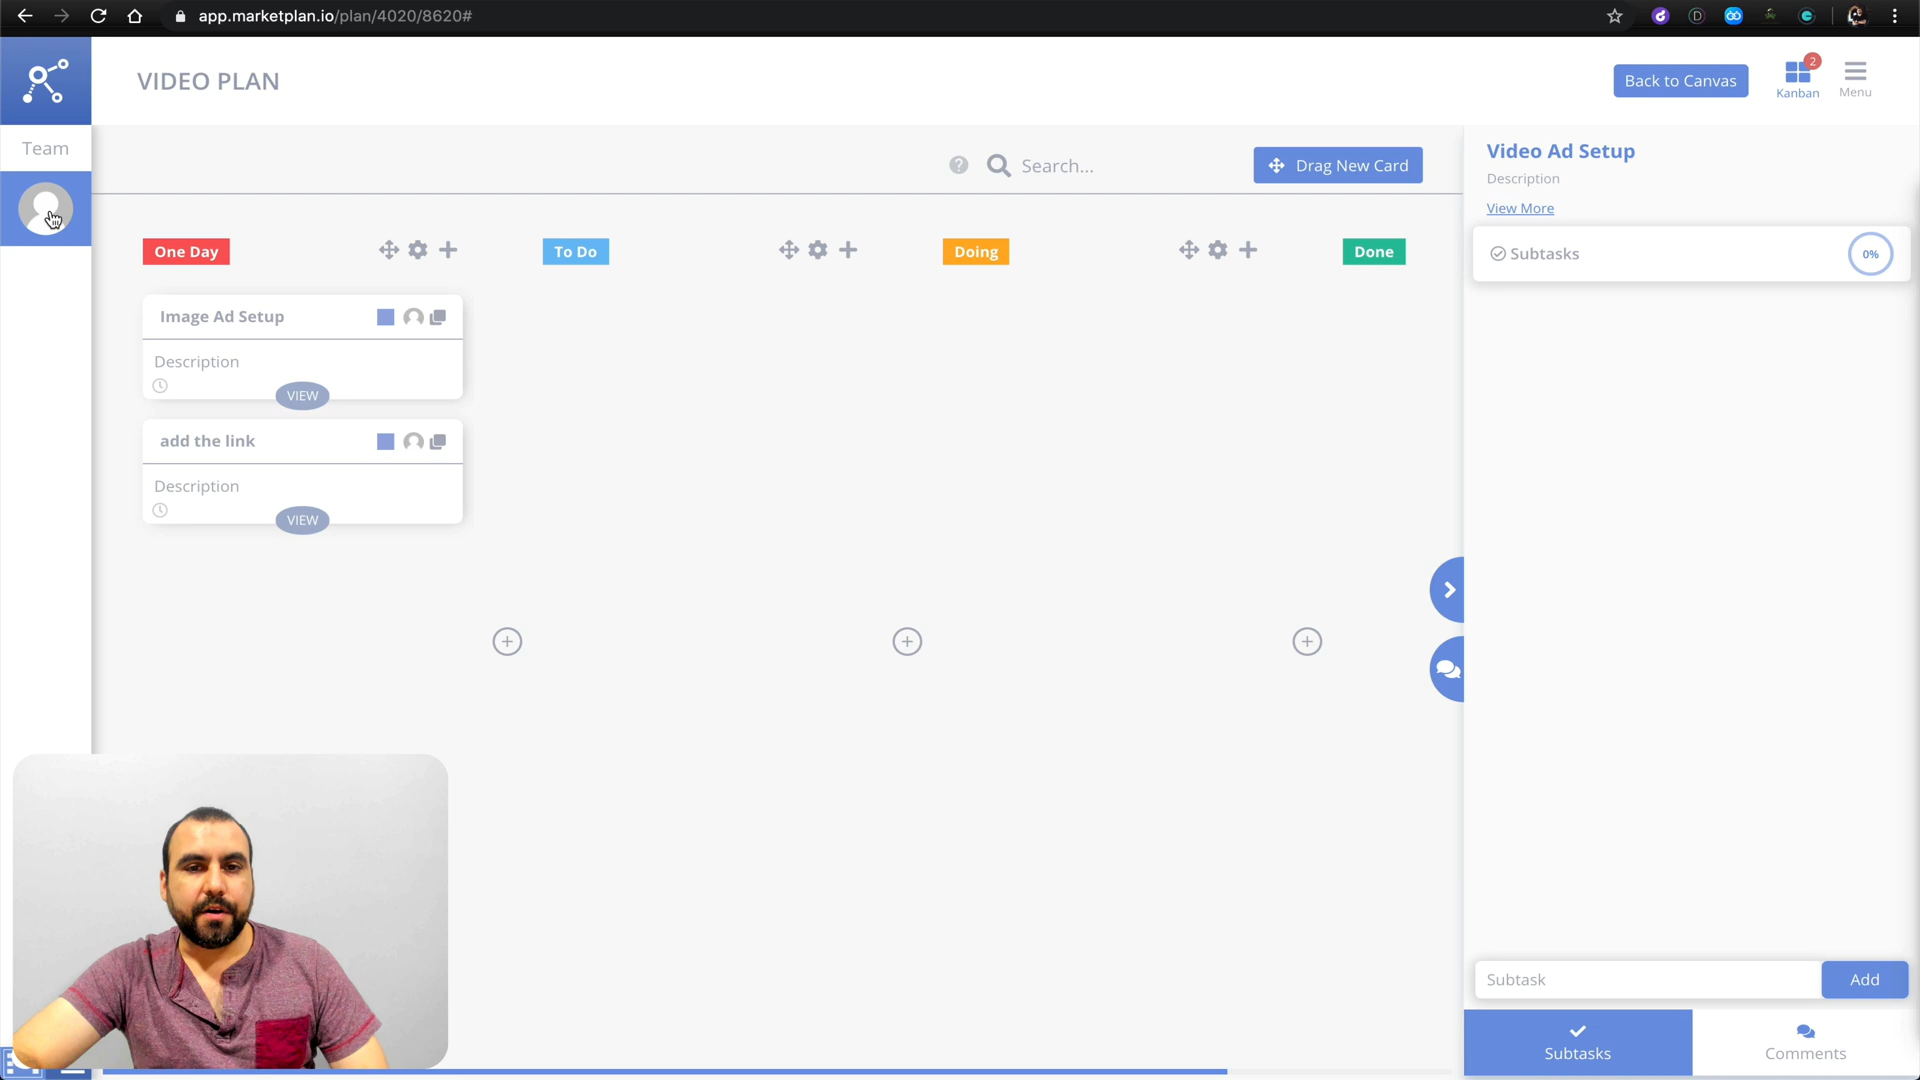 app.marketplan.io/plan/4020/8620#
VIDEO PLAN
Back to Canvas
2
Kanban
Menu
Team
Search...
Drag New Card
Video Ad Setup
Description
View More
One Day
To Do
Doing
Done
Subtasks
0%
Image Ad Setup
Description
VIEW
add the link
Description
VIEW
Subtask
Add
Subtasks
Comments